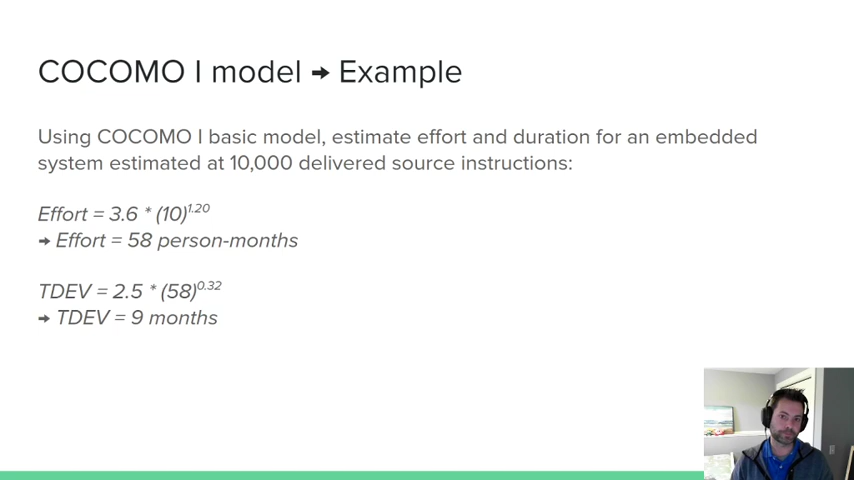 COCOMO I model → Example
Using COCOMO I basic model, estimate effort and duration for an embedded
system estimated at 10,000 delivered source instructions:
Effort = 3.6 * (10)^1.20
→ Effort = 58 person-months
TDEV = 2.5 * (58)^0.32
→ TDEV = 9 months